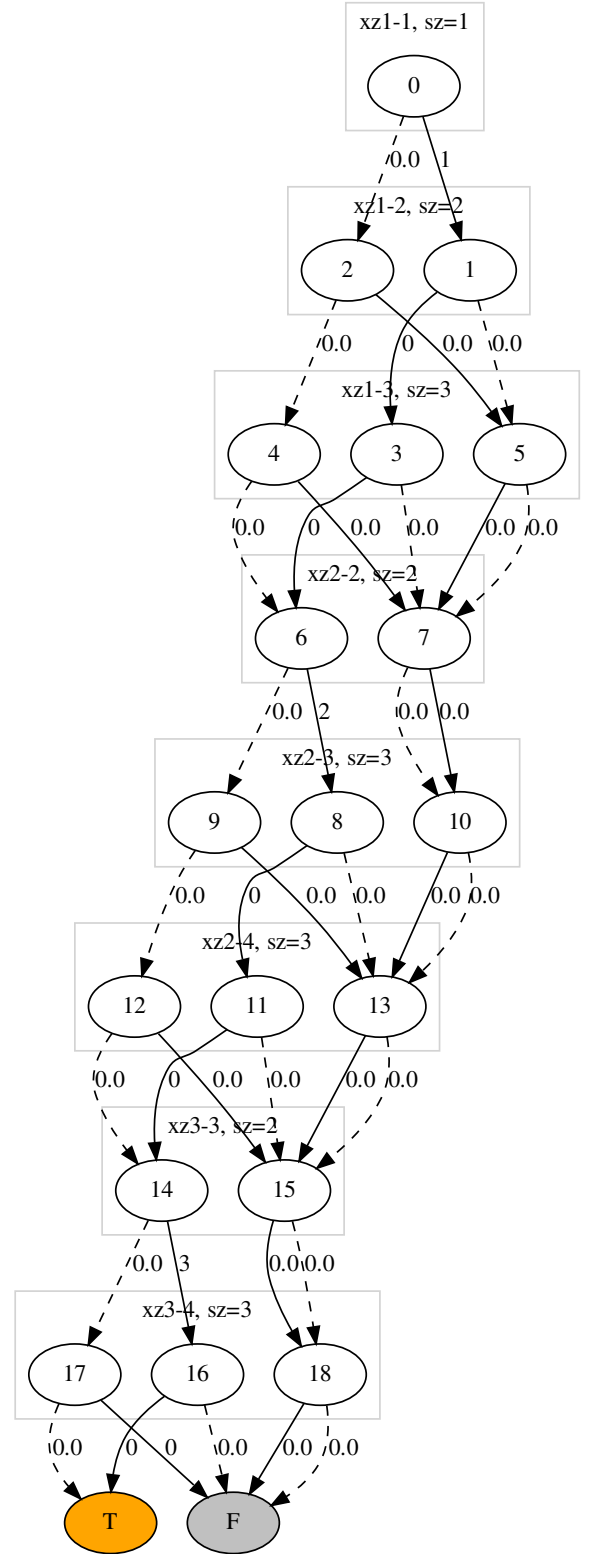 xz1-1, sz=1
0
0.0 1
xz1-2, sz=2
2 1
0.0 0 0.0 0.0
xz1-3, sz=3
4 3 5
0.0 0 0.0 0.0 0.0 0.0
xz2-2, sz=2
6 7
0.0 2 0.0 0.0
xz2-3, sz=3
9 8 10
0.0 0 0.0 0.0 0.0 0.0
xz2-4, sz=3
12 11 13
0.0 0 0.0 0.0 0.0 0.0
xz3-3, sz=2
14 15
0.0 3 0.0 0.0
xz3-4, sz=3
17 16 18
0.0 0 0 0.0 0.0 0.0
T F